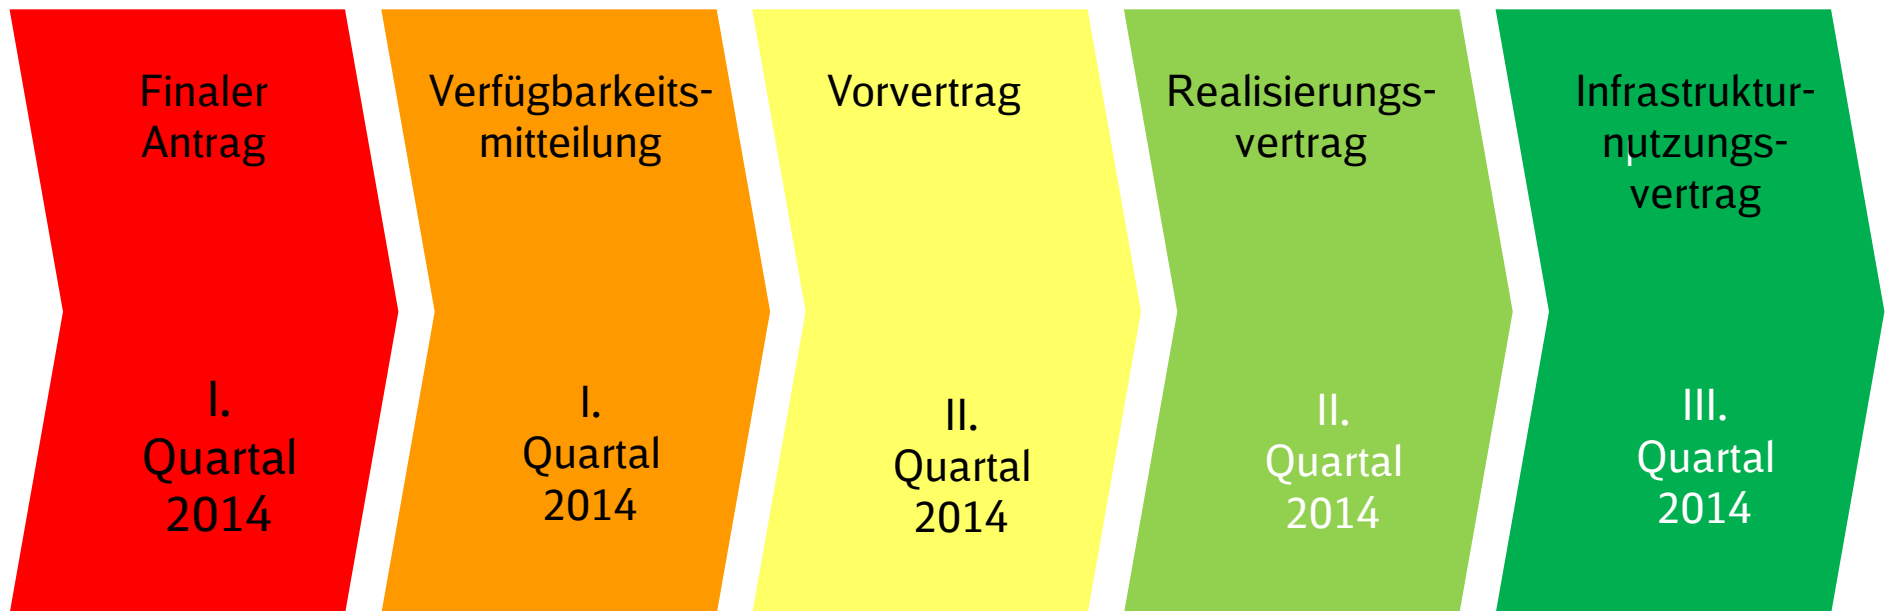 Finaler
Antrag
I.
Quartal
2014
Verfügbarkeits-
mitteilung
I.
Quartal
2014
Vorvertrag
II.
Quartal
2014
Realisierungs-
vertrag
II.
Quartal
2014
Infrastruktur-
nutzungs-
vertrag
III.
Quartal
2014